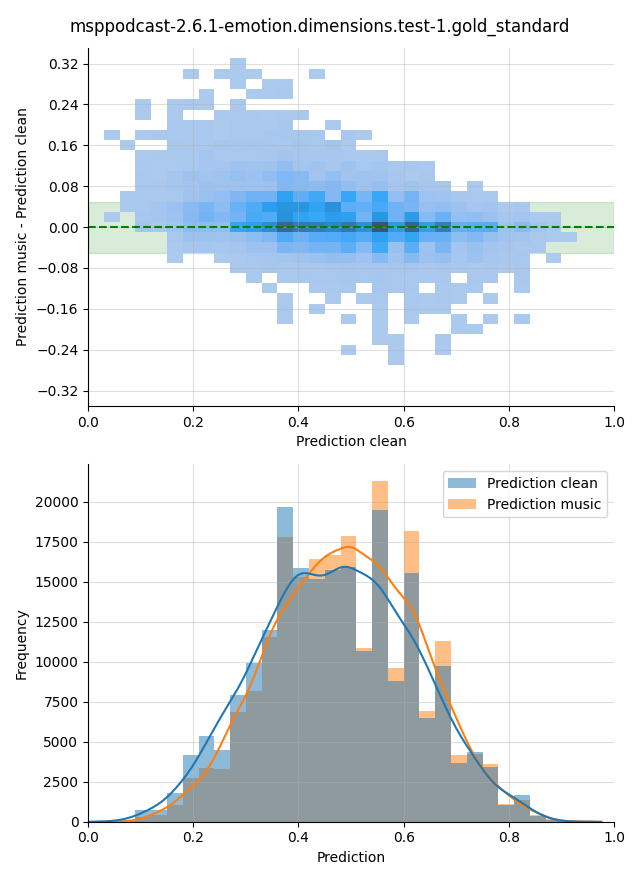 msppodcast-2.6.1-emotion.dimensions.test-1.gold_standard
Prediction music - Prediction clean
0.32
0.24
0.16
0.08
0.00
−0.08
−0.16
−0.24
−0.32
0.0 0.2 0.4 0.6 0.8 1.0
Prediction clean
Frequency
20000
17500
15000
12500
10000
7500
5000
2500
0
Prediction clean
Prediction music
0.0 0.2 0.4 0.6 0.8 1.0
Prediction